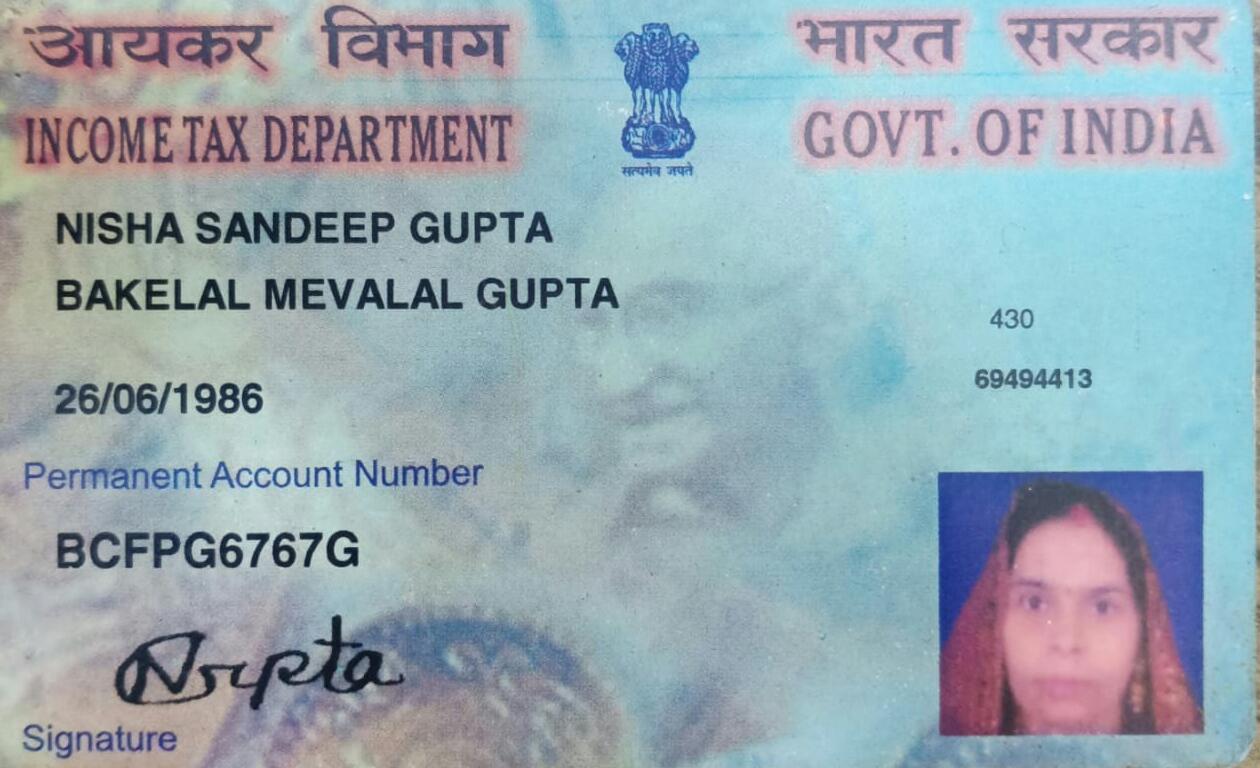 आयकर विभाग
भारत सरकार
INCOME TAX DEPARTMENT
GOVT. OF INDIA
सत्यमेव जयते
NISHA SANDEEP GUPTA
BAKELAL MEVALAL GUPTA
430
69494413
26/06/1986
Permanent Account Number
BCFPG6767G
Signature